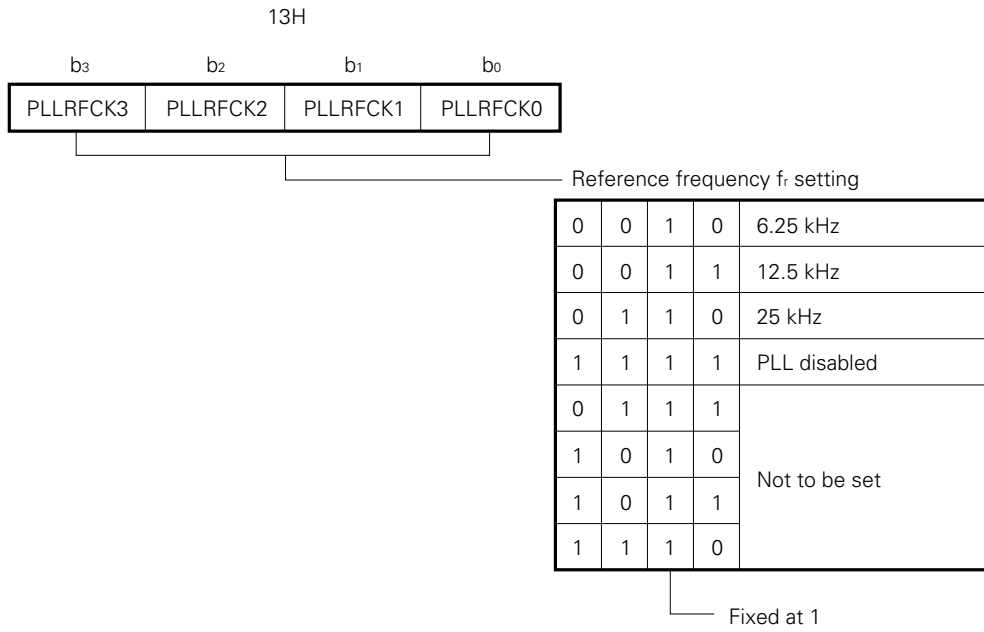 13H
b3 b2 b1 b0
PLLRFCK3 PLLRFCK2 PLLRFCK1 PLLRFCK0
Reference frequency fr setting
0 0 1 0 6.25 kHz
0 0 1 1 12.5 kHz
0 1 1 0 25 kHz
1 1 1 1 PLL disabled
0 1 1 1
1 0 1 0
Not to be set
1 0 1 1
1 1 1 0
Fixed at 1